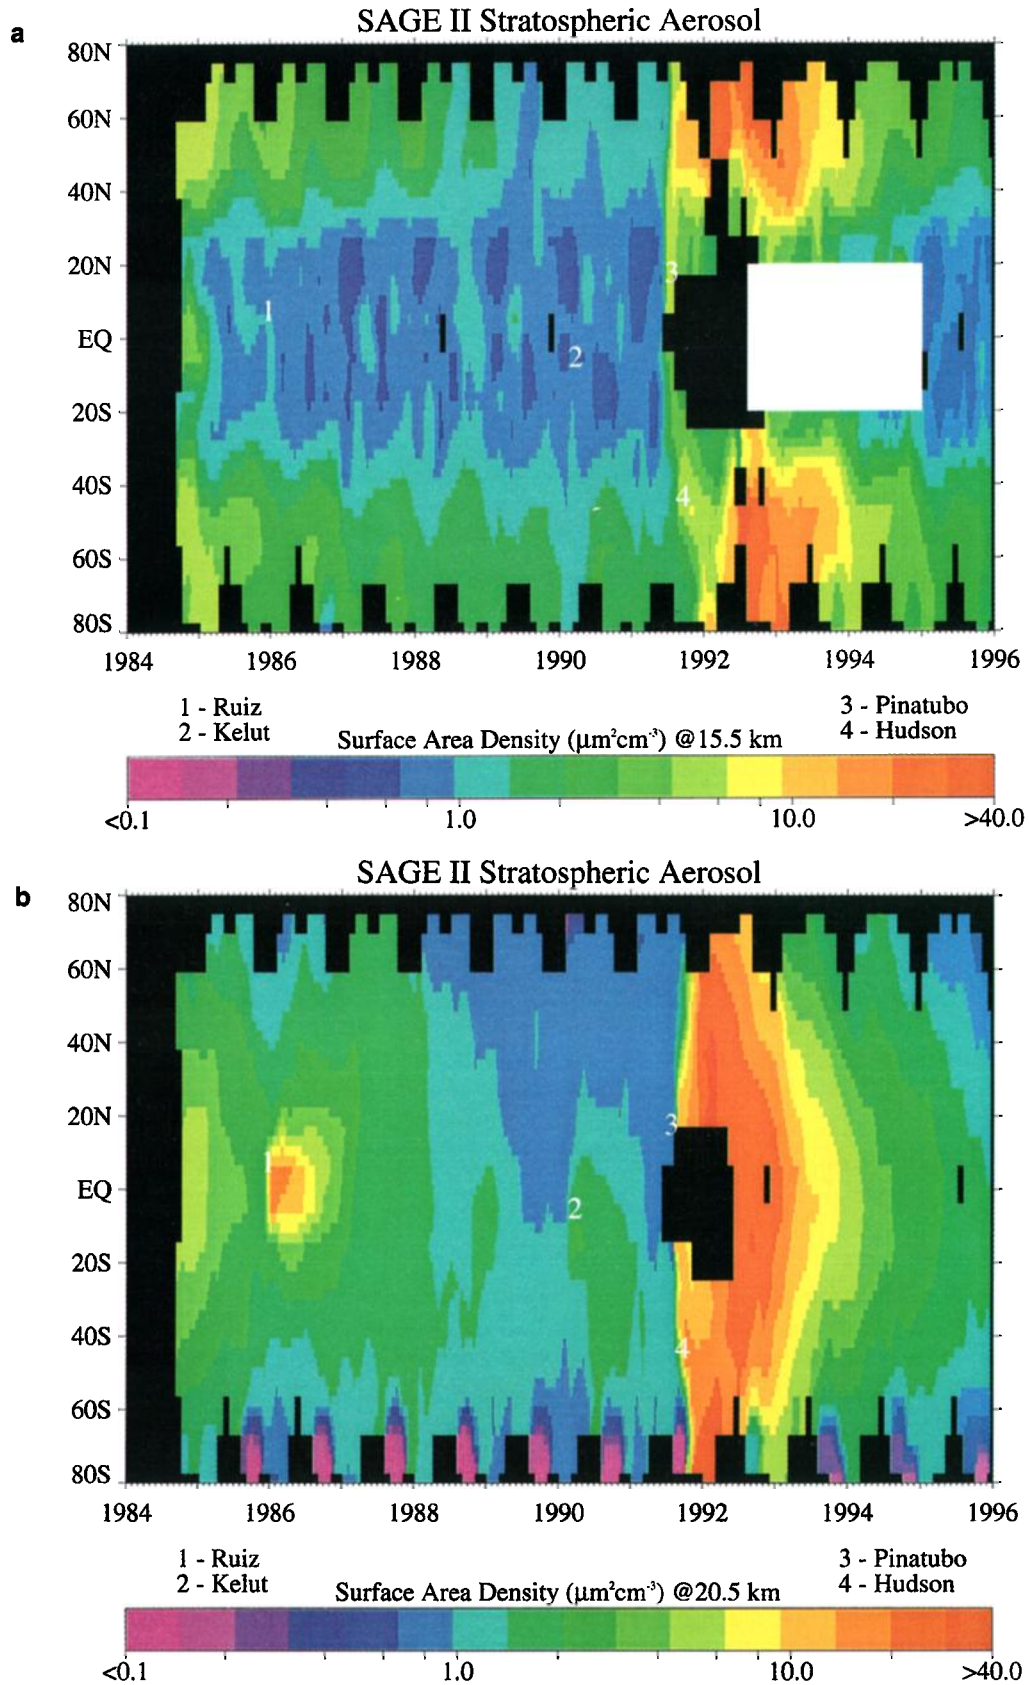 a
SAGE II Stratospheric Aerosol
80N
60N
40N
20N
EQ
20S
40S
60S
80S
1
2
3
4
1984 1986 1988 1990 1992 1994 1996
1 - Ruiz
2 - Kelut
3 - Pinatubo
4 - Hudson
Surface Area Density (μm²cm⁻³) @15.5 km
<0.1 1.0 10.0 >40.0
b
SAGE II Stratospheric Aerosol
80N
60N
40N
20N
EQ
20S
40S
60S
80S
1
2
3
4
1984 1986 1988 1990 1992 1994 1996
1 - Ruiz
2 - Kelut
3 - Pinatubo
4 - Hudson
Surface Area Density (μm²cm⁻³) @20.5 km
<0.1 1.0 10.0 >40.0